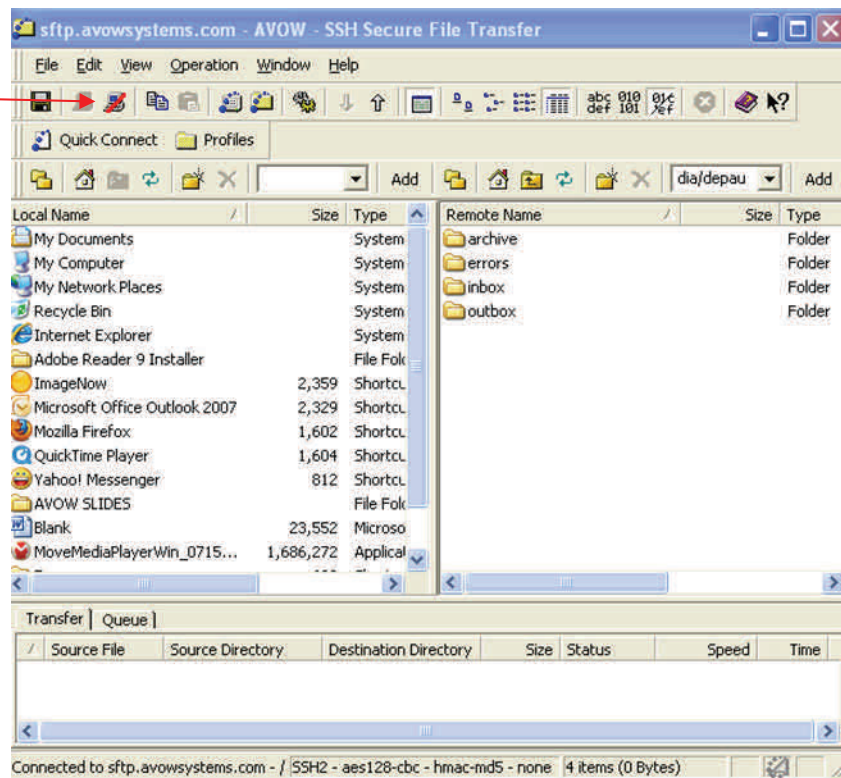 sftp.avowsystems.com - AVOW - SSH Secure File Transfer
File Edit View Operation Window Help
abc def 010 101
Quick Connect Profiles
Add dia/depau Add
Local Name / Size Type Remote Name / Size Type
My Documents System archive Folder
My Computer System errors Folder
My Network Places System inbox Folder
Recycle Bin System outbox Folder
Internet Explorer System
Adobe Reader 9 Installer File Fol
ImageNow 2,359 Shortcu
Microsoft Office Outlook 2007 2,329 Shortcu
Mozilla Firefox 1,602 Shortcu
QuickTime Player 1,604 Shortcu
Yahoo! Messenger 812 Shortcu
AVOW SLIDES File Fol
Blank 23,552 Microso
MoveMediaPlayerWin_0715... 1,686,272 Applical
Transfer Queue
/ Source File Source Directory Destination Directory Size Status Speed Time
Connected to sftp.avowsystems.com - / SSH2 - aes128-cbc - hmac-md5 - none 4 items (0 Bytes)